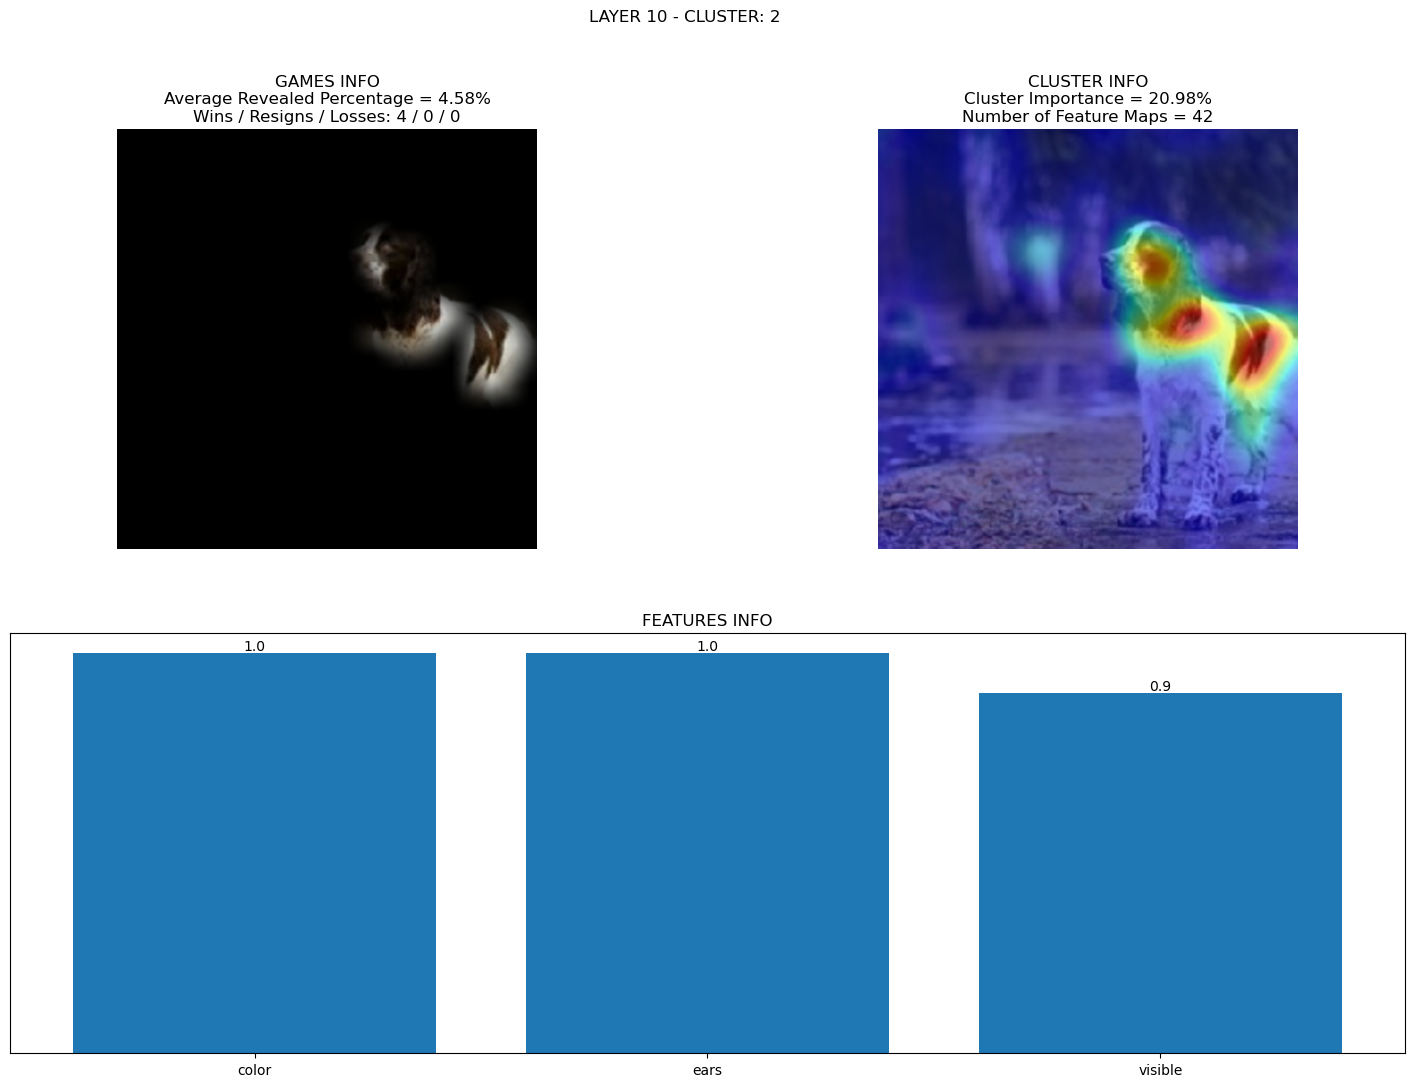 LAYER 10 - CLUSTER: 2
GAMES INFO
Average Revealed Percentage = 4.58%
Wins / Resigns / Losses: 4 / 0 / 0
CLUSTER INFO
Cluster Importance = 20.98%
Number of Feature Maps = 42
FEATURES INFO
1.0
1.0
0.9
color
ears
visible